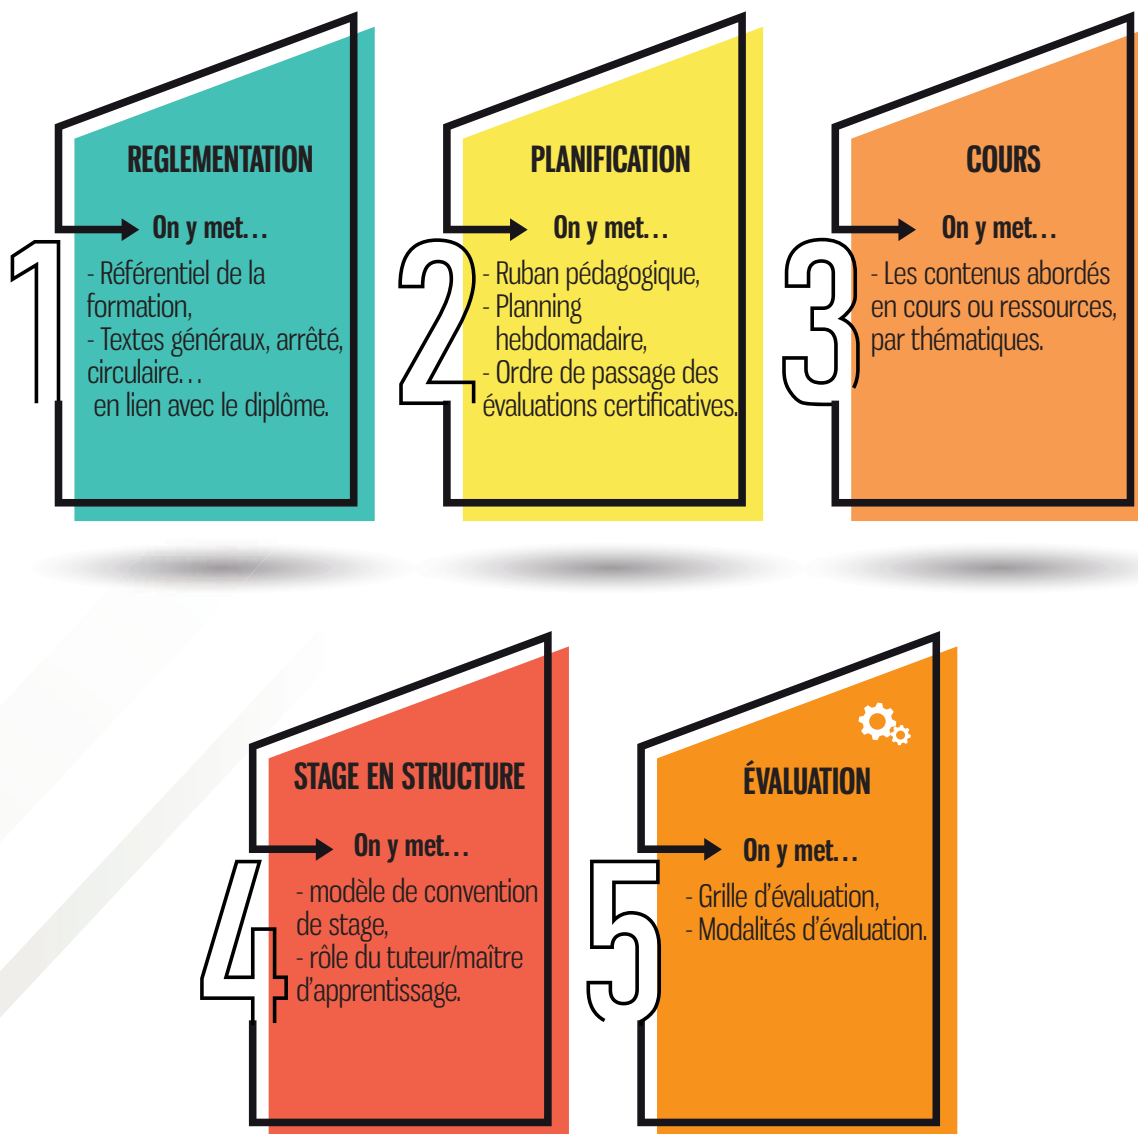 1
REGLEMENTATION
On y met…
- Référentiel de la
formation,
- Textes généraux, arrêté,
circulaire…
en lien avec le diplôme.
2
PLANIFICATION
On y met…
- Ruban pédagogique,
- Planning
hebdomadaire,
- Ordre de passage des
évaluations certificatives.
3
COURS
On y met…
- Les contenus abordés
en cours ou ressources,
par thématiques.
4
STAGE EN STRUCTURE
On y met…
- modèle de convention
de stage,
- rôle du tuteur/maître
d'apprentissage.
5
ÉVALUATION
On y met…
- Grille d'évaluation,
- Modalités d'évaluation.